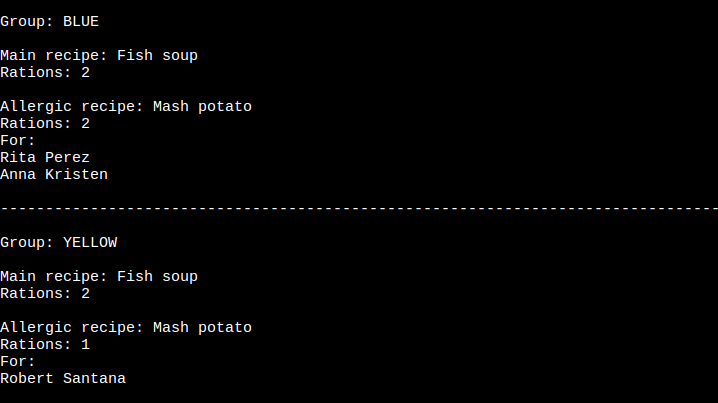 Group: BLUE
Main recipe: Fish soup
Rations: 2
Allergic recipe: Mash potato
Rations: 2
For:
Rita Perez
Anna Kristen
--------------------------------------------------------------------------------
Group: YELLOW
Main recipe: Fish soup
Rations: 2
Allergic recipe: Mash potato
Rations: 1
For:
Robert Santana